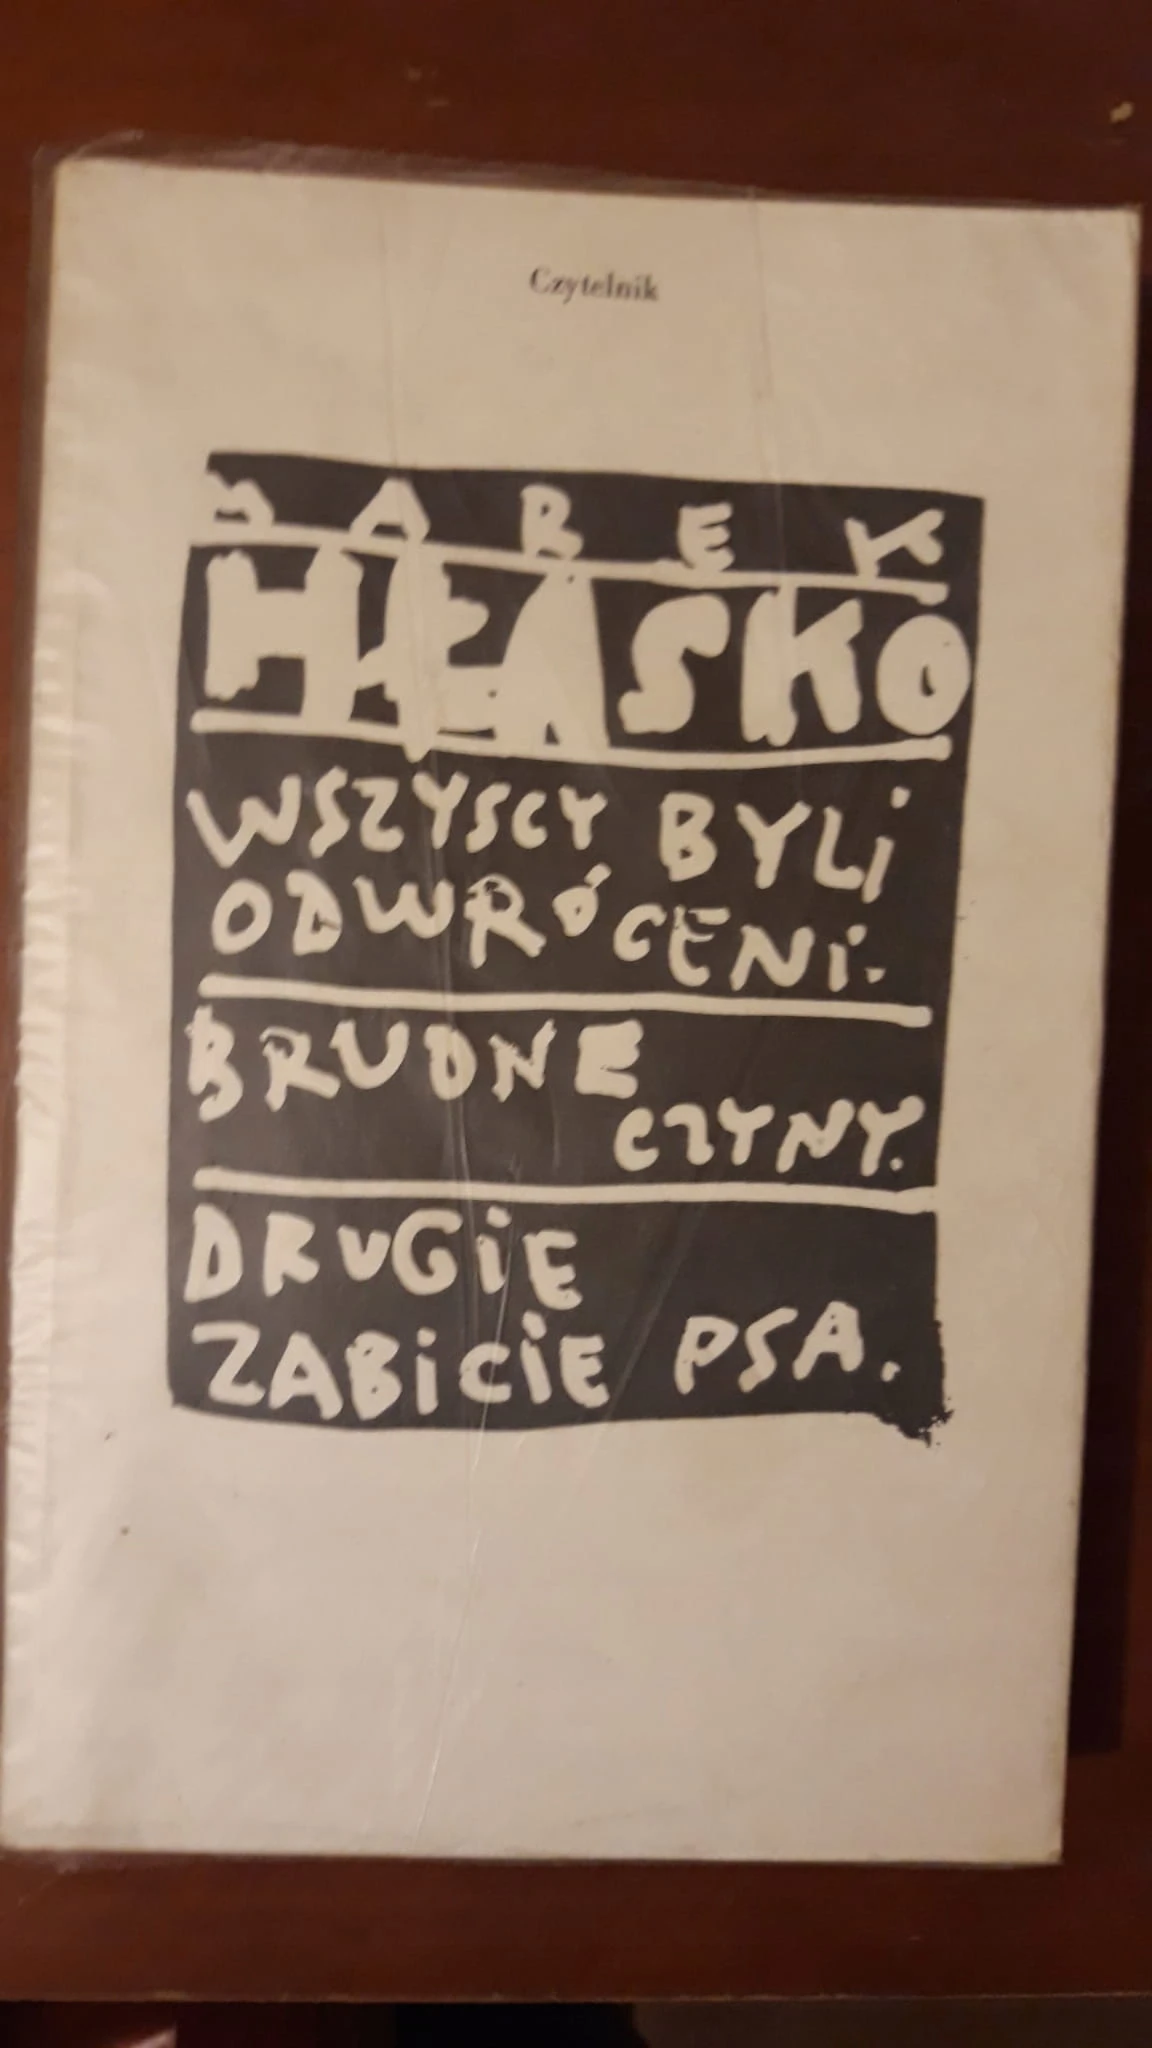 Czytelnik
MAREK
HŁASKO
WSZYSCY BYLI
ODWRÓCENI.
BRUDNE
CZYNY.
DRUGIE
ZABICIE PSA.